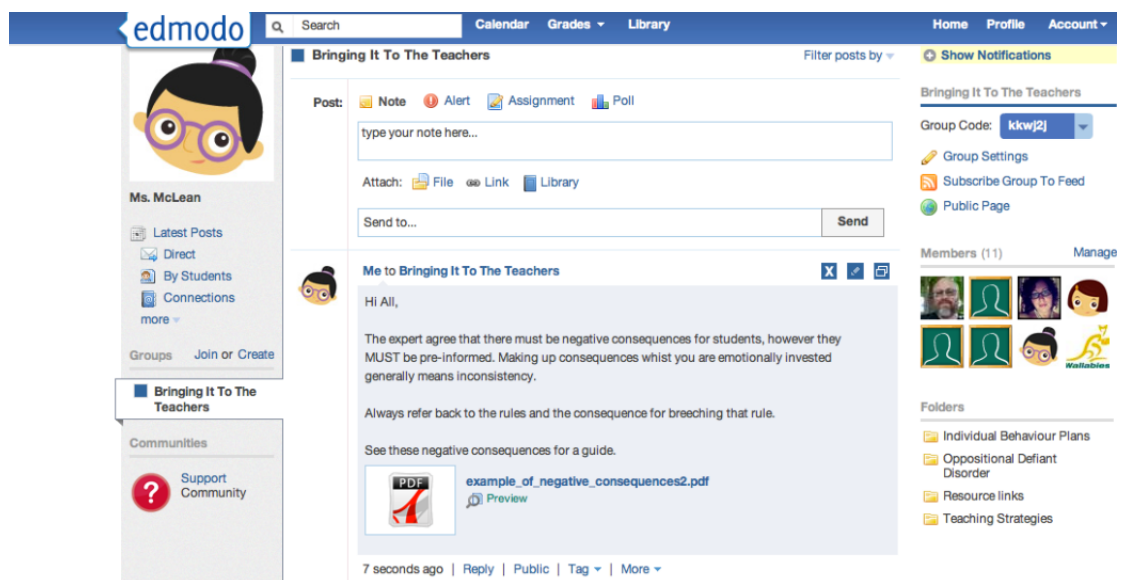 edmodo
Search
Calendar Grades Library
Home Profile Account
Ms. McLean
Latest Posts
Direct
By Students
Connections
more
Groups Join or Create
Bringing It To The
Teachers
Communities
Support
Community
Bringing It To The Teachers
Filter posts by
Post: Note Alert Assignment Poll
type your note here...
Attach: File Link Library
Send to...
Send
Me to Bringing It To The Teachers
X
Hi All,
The expert agree that there must be negative consequences for students, however they
MUST be pre-informed. Making up consequences whist you are emotionally invested
generally means inconsistency.
Always refer back to the rules and the consequence for breeching that rule.
See these negative consequences for a guide.
PDF
example_of_negative_consequences2.pdf
Preview
7 seconds ago | Reply | Public | Tag | More
Show Notifications
Bringing It To The Teachers
Group Code: kkwj2j
Group Settings
Subscribe Group To Feed
Public Page
Members (11) Manage
Wallabies
Folders
Individual Behaviour Plans
Oppositional Defiant
Disorder
Resource links
Teaching Strategies